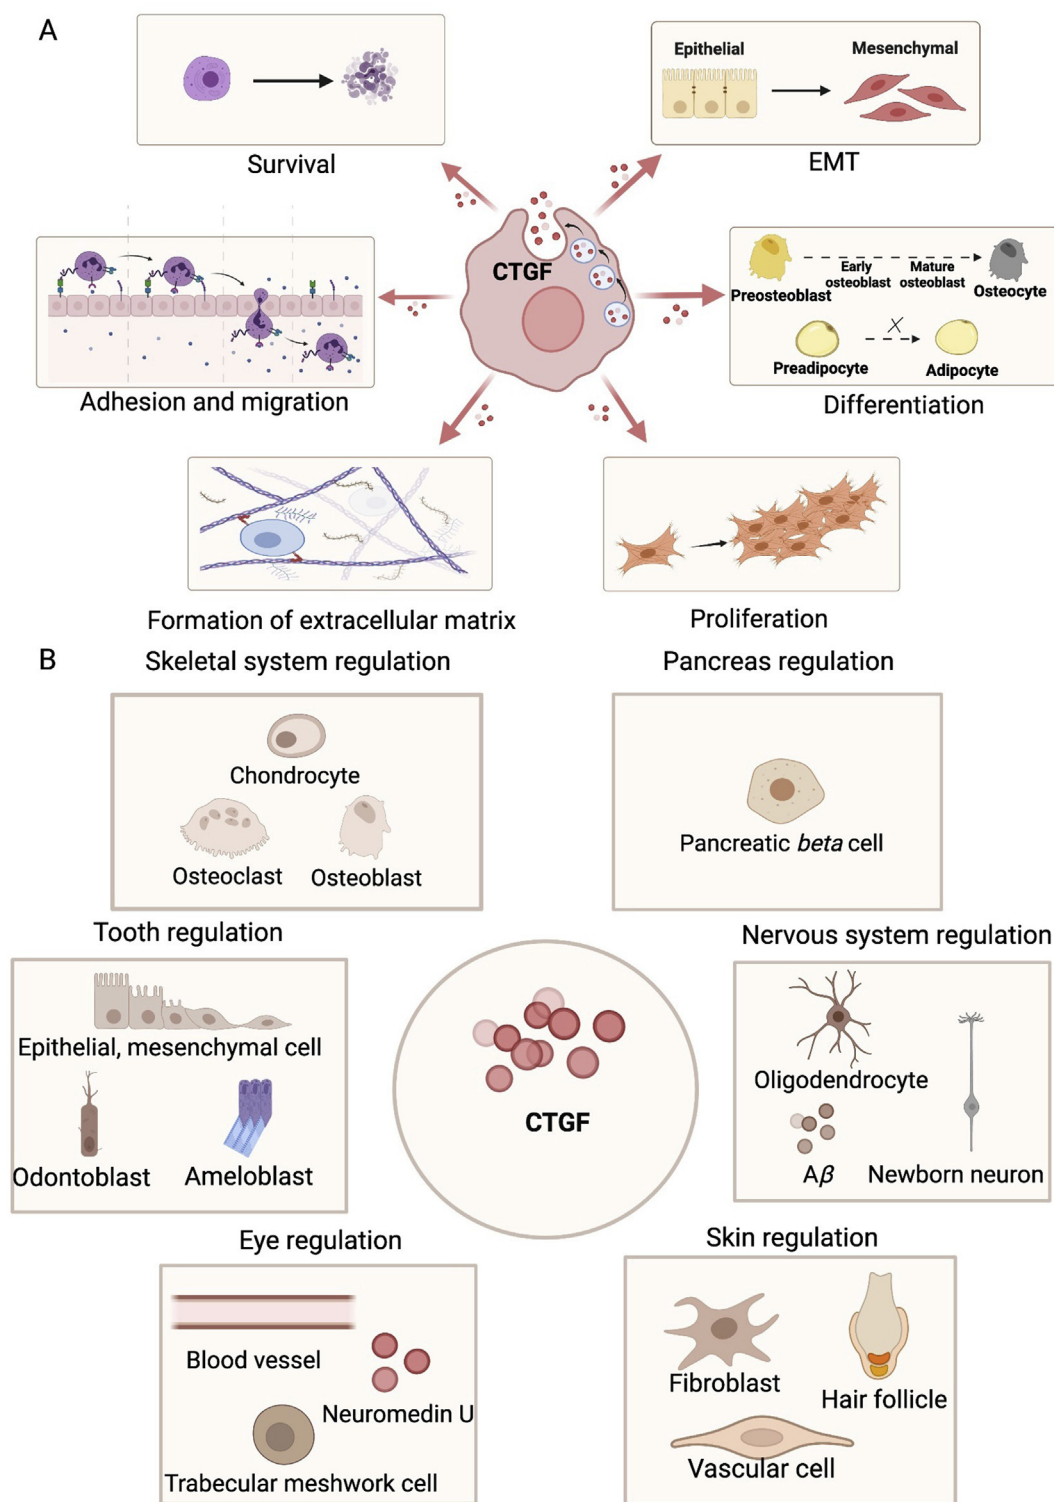 A
Survival
Epithelial
Mesenchymal
EMT
CTGF
Adhesion and migration
Preosteoblast
Early
osteoblast
Mature
osteoblast
Osteocyte
X
Preadipocyte
Adipocyte
Differentiation
Formation of extracellular matrix
Proliferation
B
Skeletal system regulation
Chondrocyte
Osteoclast
Osteoblast
Pancreas regulation
Pancreatic beta cell
Tooth regulation
Epithelial, mesenchymal cell
Odontoblast
Ameloblast
CTGF
Nervous system regulation
Oligodendrocyte
Aβ
Newborn neuron
Eye regulation
Blood vessel
Neuromedin U
Trabecular meshwork cell
Skin regulation
Fibroblast
Hair follicle
Vascular cell